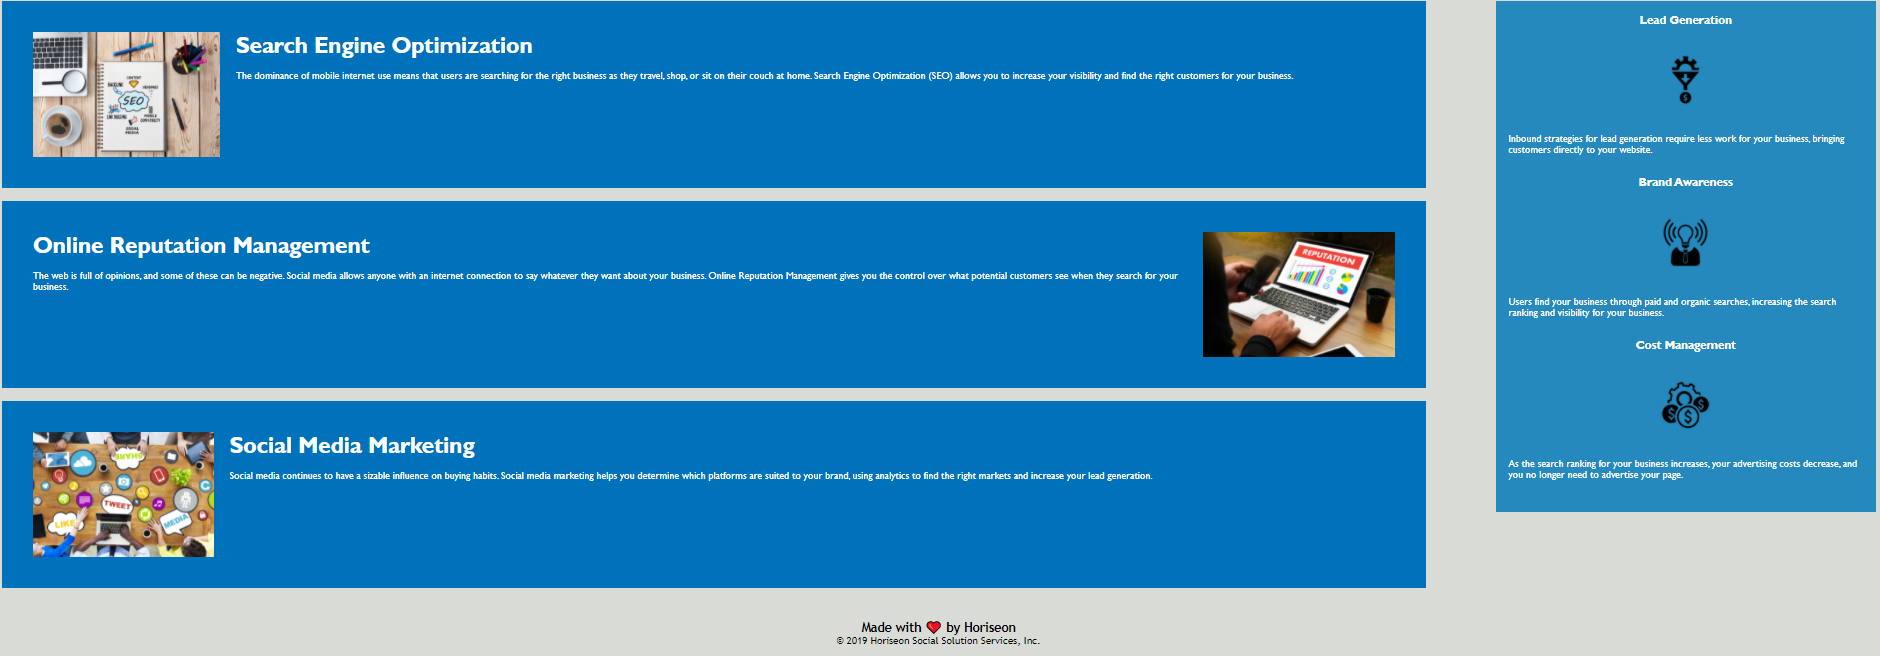 Search Engine Optimization
The dominance of mobile internet use means that users are searching for the right business as they travel, shop, or sit on their couch at home. Search Engine Optimization (SEO) allows you to increase your visibility and find the right customers for your business.
CONTENT
SEO
LINK BUILDING
SOCIAL MEDIA
Online Reputation Management
The web is full of opinions, and some of these can be negative. Social media allows anyone with an internet connection to say whatever they want about your business. Online Reputation Management gives you the control over what potential customers see when they search for your
business.
REPUTATION
Social Media Marketing
Social media continues to have a sizable influence on buying habits. Social media marketing helps you determine which platforms are suited to your brand, using analytics to find the right markets and increase your lead generation.
SHARE
TWEET
LIKE
MEDIA
Lead Generation
Inbound strategies for lead generation require less work for your business, bringing
customers directly to your website.
Brand Awareness
Users find your business through paid and organic searches, increasing the search
ranking and visibility for your business.
Cost Management
As the search ranking for your business increases, your advertising costs decrease, and
you no longer need to advertise your page.
Made with ❤️ by Horiseon
© 2019 Horiseon Social Solution Services, Inc.